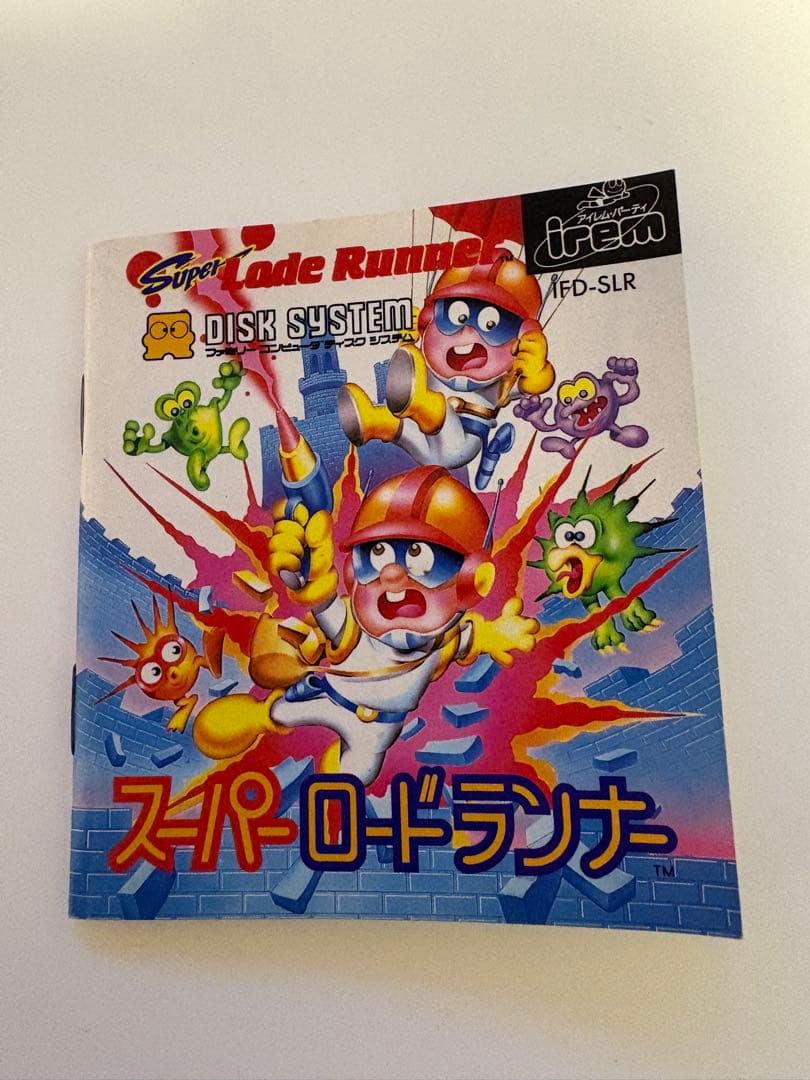 アイレム・パーティ
irem
Super Lode Runner™
IFD-SLR
DISK SYSTEM
ファミリー コンピュータ ディスク システム
スーパー ロードランナー
TM